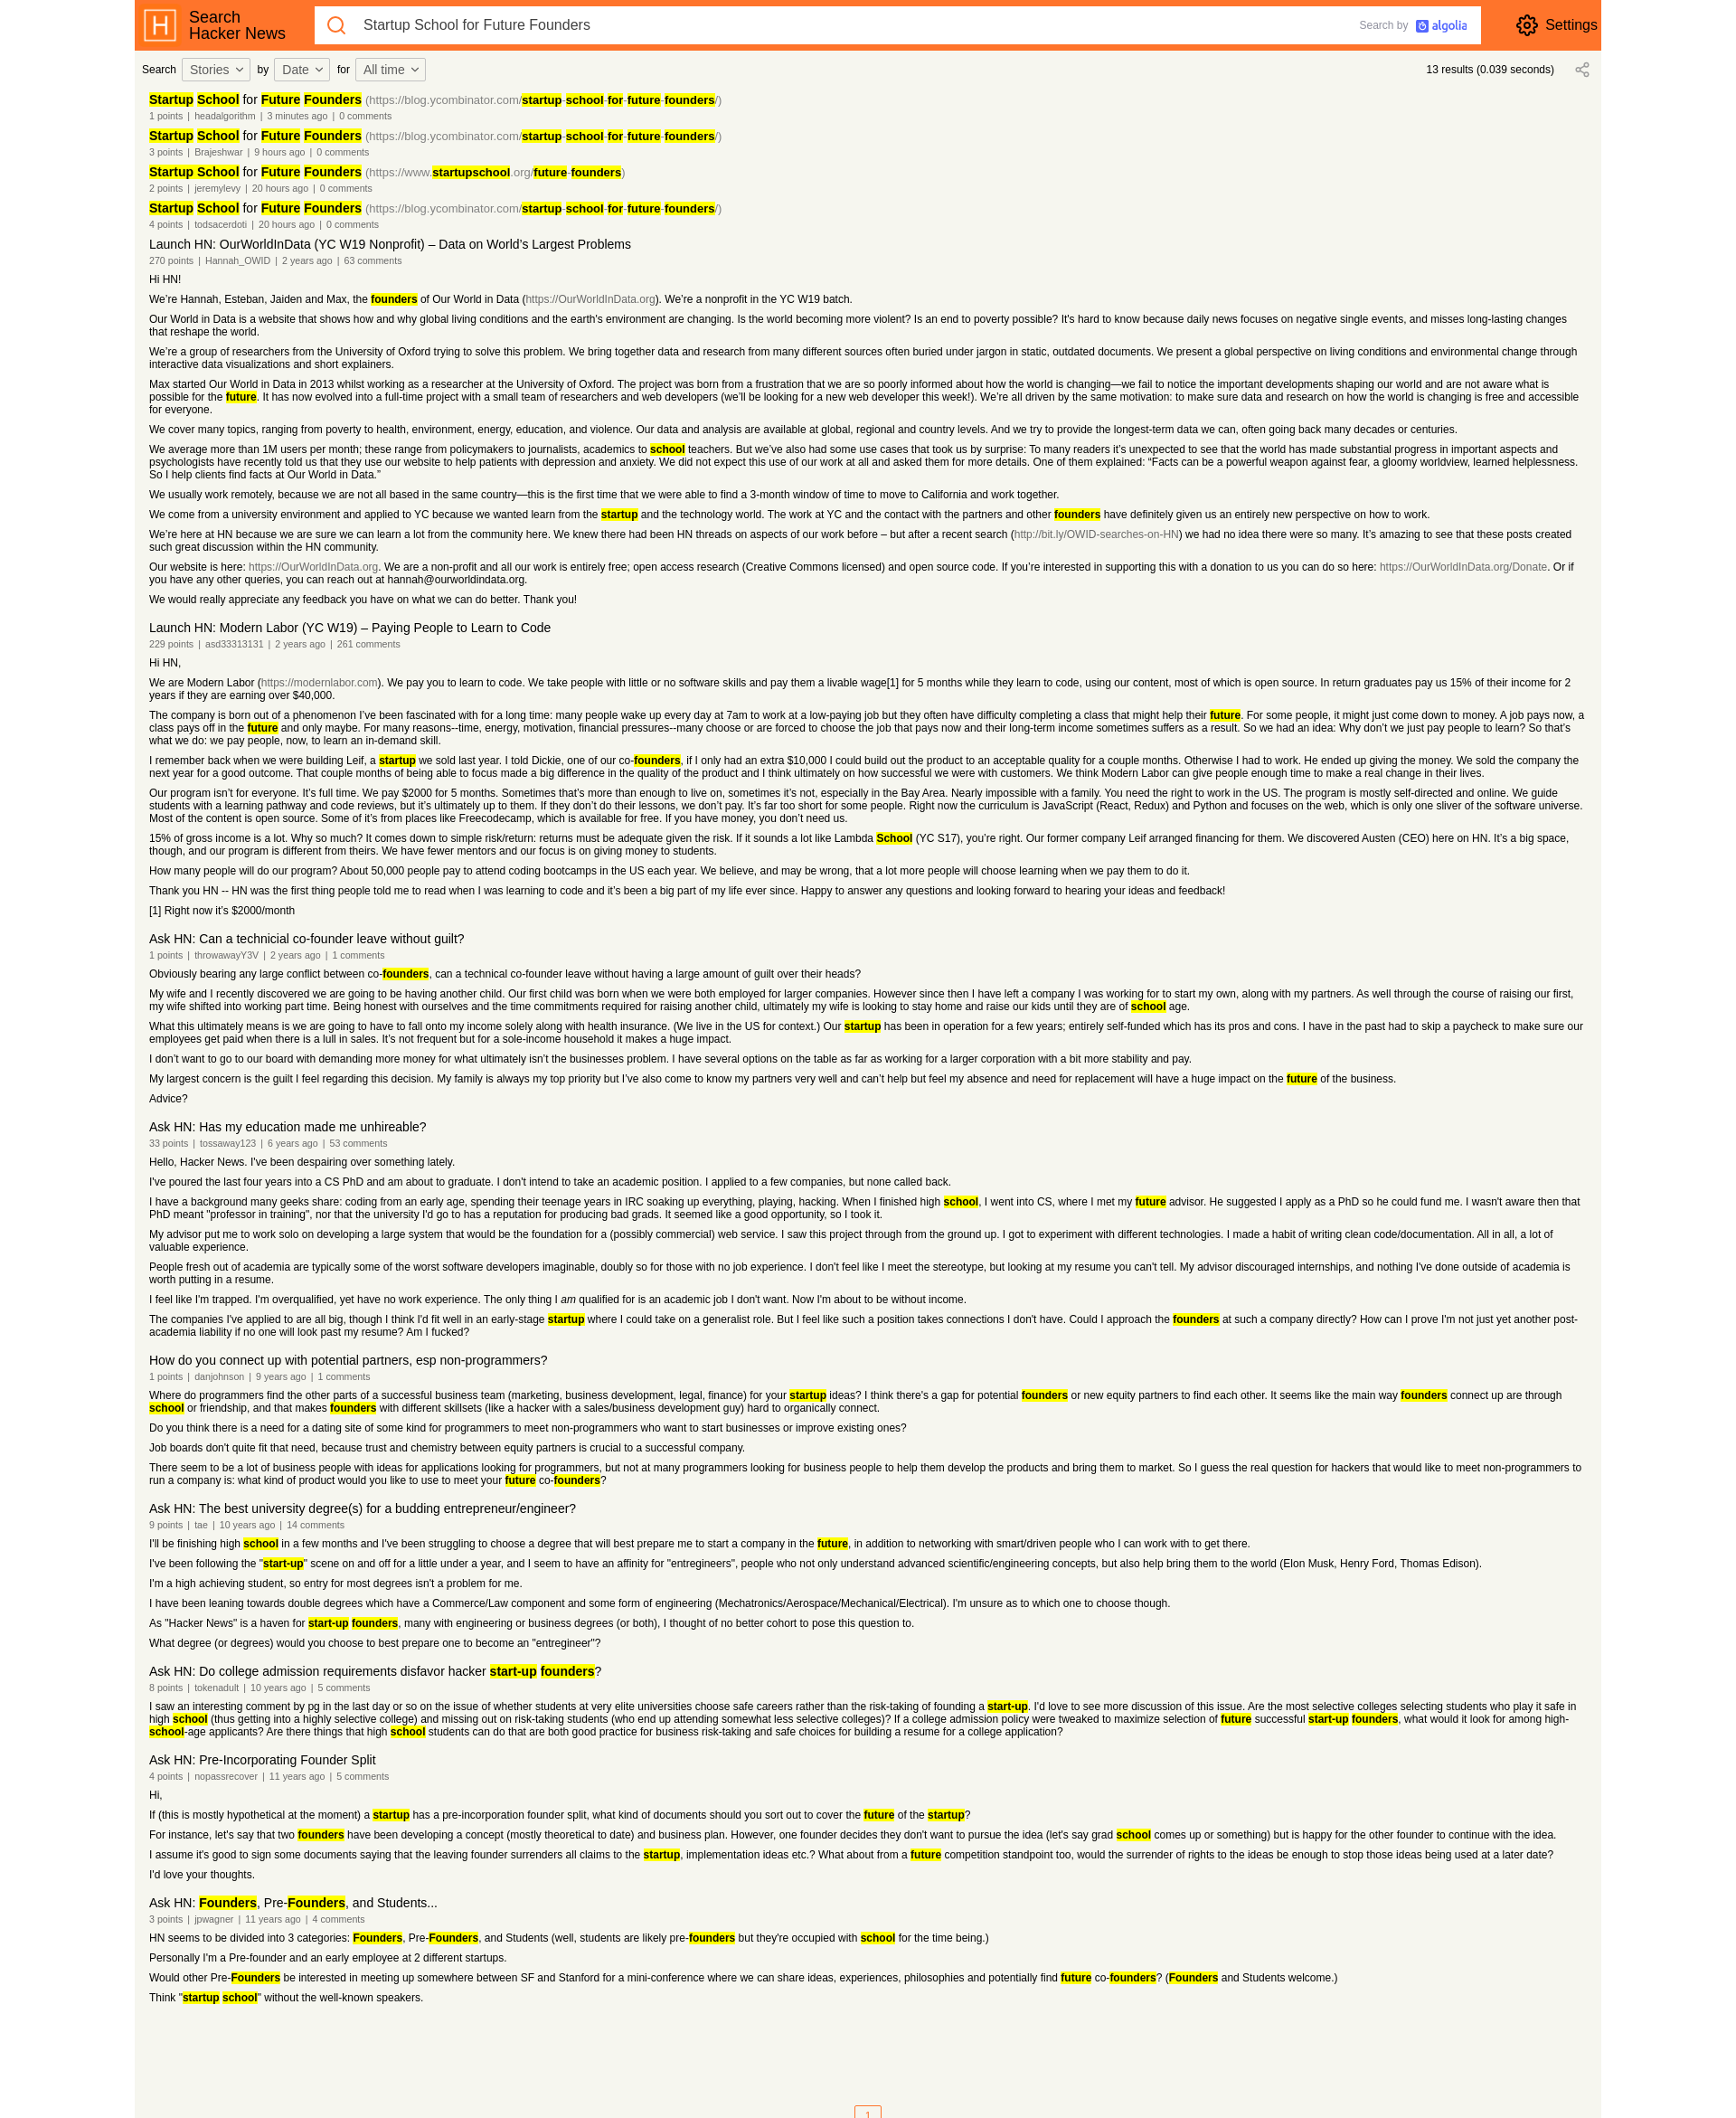 Search
Hacker News
Startup School for Future Founders
Search by algolia
Settings
Search Stories by Date for All time
13 results (0.039 seconds)
Startup School for Future Founders (https://blog.ycombinator.com/startup-school-for-future-founders/)
1 points | headalgorithm | 3 minutes ago | 0 comments
Startup School for Future Founders (https://blog.ycombinator.com/startup-school-for-future-founders/)
3 points | Brajeshwar | 9 hours ago | 0 comments
Startup School for Future Founders (https://www.startupschool.org/future-founders)
2 points | jeremylevy | 20 hours ago | 0 comments
Startup School for Future Founders (https://blog.ycombinator.com/startup-school-for-future-founders/)
4 points | todsacerdoti | 20 hours ago | 0 comments
Launch HN: OurWorldInData (YC W19 Nonprofit) – Data on World’s Largest Problems
270 points | Hannah_OWID | 2 years ago | 63 comments
Hi HN!
We’re Hannah, Esteban, Jaiden and Max, the founders of Our World in Data (https://OurWorldInData.org). We’re a nonprofit in the YC W19 batch.
Our World in Data is a website that shows how and why global living conditions and the earth's environment are changing. Is the world becoming more violent? Is an end to poverty possible? It's hard to know because daily news focuses on negative single events, and misses long-lasting changes
that reshape the world.
We’re a group of researchers from the University of Oxford trying to solve this problem. We bring together data and research from many different sources often buried under jargon in static, outdated documents. We present a global perspective on living conditions and environmental change through
interactive data visualizations and short explainers.
Max started Our World in Data in 2013 whilst working as a researcher at the University of Oxford. The project was born from a frustration that we are so poorly informed about how the world is changing—we fail to notice the important developments shaping our world and are not aware what is
possible for the future. It has now evolved into a full-time project with a small team of researchers and web developers (we’ll be looking for a new web developer this week!). We’re all driven by the same motivation: to make sure data and research on how the world is changing is free and accessible
for everyone.
We cover many topics, ranging from poverty to health, environment, energy, education, and violence. Our data and analysis are available at global, regional and country levels. And we try to provide the longest-term data we can, often going back many decades or centuries.
We average more than 1M users per month; these range from policymakers to journalists, academics to school teachers. But we’ve also had some use cases that took us by surprise: To many readers it’s unexpected to see that the world has made substantial progress in important aspects and
psychologists have recently told us that they use our website to help patients with depression and anxiety. We did not expect this use of our work at all and asked them for more details. One of them explained: “Facts can be a powerful weapon against fear, a gloomy worldview, learned helplessness.
So I help clients find facts at Our World in Data.”
We usually work remotely, because we are not all based in the same country—this is the first time that we were able to find a 3-month window of time to move to California and work together.
We come from a university environment and applied to YC because we wanted learn from the startup and the technology world. The work at YC and the contact with the partners and other founders have definitely given us an entirely new perspective on how to work.
We’re here at HN because we are sure we can learn a lot from the community here. We knew there had been HN threads on aspects of our work before – but after a recent search (http://bit.ly/OWID-searches-on-HN) we had no idea there were so many. It’s amazing to see that these posts created
such great discussion within the HN community.
Our website is here: https://OurWorldInData.org. We are a non-profit and all our work is entirely free; open access research (Creative Commons licensed) and open source code. If you’re interested in supporting this with a donation to us you can do so here: https://OurWorldInData.org/Donate. Or if
you have any other queries, you can reach out at hannah@ourworldindata.org.
We would really appreciate any feedback you have on what we can do better. Thank you!
Launch HN: Modern Labor (YC W19) – Paying People to Learn to Code
229 points | asd33313131 | 2 years ago | 261 comments
Hi HN,
We are Modern Labor (https://modernlabor.com). We pay you to learn to code. We take people with little or no software skills and pay them a livable wage[1] for 5 months while they learn to code, using our content, most of which is open source. In return graduates pay us 15% of their income for 2
years if they are earning over $40,000.
The company is born out of a phenomenon I’ve been fascinated with for a long time: many people wake up every day at 7am to work at a low-paying job but they often have difficulty completing a class that might help their future. For some people, it might just come down to money. A job pays now, a
class pays off in the future and only maybe. For many reasons--time, energy, motivation, financial pressures--many choose or are forced to choose the job that pays now and their long-term income sometimes suffers as a result. So we had an idea: Why don’t we just pay people to learn? So that’s
what we do: we pay people, now, to learn an in-demand skill.
I remember back when we were building Leif, a startup we sold last year. I told Dickie, one of our co-founders, if I only had an extra $10,000 I could build out the product to an acceptable quality for a couple months. Otherwise I had to work. He ended up giving the money. We sold the company the
next year for a good outcome. That couple months of being able to focus made a big difference in the quality of the product and I think ultimately on how successful we were with customers. We think Modern Labor can give people enough time to make a real change in their lives.
Our program isn’t for everyone. It’s full time. We pay $2000 for 5 months. Sometimes that’s more than enough to live on, sometimes it’s not, especially in the Bay Area. Nearly impossible with a family. You need the right to work in the US. The program is mostly self-directed and online. We guide
students with a learning pathway and code reviews, but it’s ultimately up to them. If they don’t do their lessons, we don’t pay. It’s far too short for some people. Right now the curriculum is JavaScript (React, Redux) and Python and focuses on the web, which is only one sliver of the software universe.
Most of the content is open source. Some of it’s from places like Freecodecamp, which is available for free. If you have money, you don’t need us.
15% of gross income is a lot. Why so much? It comes down to simple risk/return: returns must be adequate given the risk. If it sounds a lot like Lambda School (YC S17), you’re right. Our former company Leif arranged financing for them. We discovered Austen (CEO) here on HN. It’s a big space,
though, and our program is different from theirs. We have fewer mentors and our focus is on giving money to students.
How many people will do our program? About 50,000 people pay to attend coding bootcamps in the US each year. We believe, and may be wrong, that a lot more people will choose learning when we pay them to do it.
Thank you HN -- HN was the first thing people told me to read when I was learning to code and it’s been a big part of my life ever since. Happy to answer any questions and looking forward to hearing your ideas and feedback!
[1] Right now it’s $2000/month
Ask HN: Can a technicial co-founder leave without guilt?
1 points | throwawayY3V | 2 years ago | 1 comments
Obviously bearing any large conflict between co-founders, can a technical co-founder leave without having a large amount of guilt over their heads?
My wife and I recently discovered we are going to be having another child. Our first child was born when we were both employed for larger companies. However since then I have left a company I was working for to start my own, along with my partners. As well through the course of raising our first,
my wife shifted into working part time. Being honest with ourselves and the time commitments required for raising another child, ultimately my wife is looking to stay home and raise our kids until they are of school age.
What this ultimately means is we are going to have to fall onto my income solely along with health insurance. (We live in the US for context.) Our startup has been in operation for a few years; entirely self-funded which has its pros and cons. I have in the past had to skip a paycheck to make sure our
employees get paid when there is a lull in sales. It’s not frequent but for a sole-income household it makes a huge impact.
I don’t want to go to our board with demanding more money for what ultimately isn’t the businesses problem. I have several options on the table as far as working for a larger corporation with a bit more stability and pay.
My largest concern is the guilt I feel regarding this decision. My family is always my top priority but I’ve also come to know my partners very well and can’t help but feel my absence and need for replacement will have a huge impact on the future of the business.
Advice?
Ask HN: Has my education made me unhireable?
33 points | tossaway123 | 6 years ago | 53 comments
Hello, Hacker News. I've been despairing over something lately.
I've poured the last four years into a CS PhD and am about to graduate. I don't intend to take an academic position. I applied to a few companies, but none called back.
I have a background many geeks share: coding from an early age, spending their teenage years in IRC soaking up everything, playing, hacking. When I finished high school, I went into CS, where I met my future advisor. He suggested I apply as a PhD so he could fund me. I wasn't aware then that
PhD meant "professor in training", nor that the university I'd go to has a reputation for producing bad grads. It seemed like a good opportunity, so I took it.
My advisor put me to work solo on developing a large system that would be the foundation for a (possibly commercial) web service. I saw this project through from the ground up. I got to experiment with different technologies. I made a habit of writing clean code/documentation. All in all, a lot of
valuable experience.
People fresh out of academia are typically some of the worst software developers imaginable, doubly so for those with no job experience. I don't feel like I meet the stereotype, but looking at my resume you can't tell. My advisor discouraged internships, and nothing I've done outside of academia is
worth putting in a resume.
I feel like I'm trapped. I'm overqualified, yet have no work experience. The only thing I am qualified for is an academic job I don't want. Now I'm about to be without income.
The companies I've applied to are all big, though I think I'd fit well in an early-stage startup where I could take on a generalist role. But I feel like such a position takes connections I don't have. Could I approach the founders at such a company directly? How can I prove I'm not just yet another post-
academia liability if no one will look past my resume? Am I fucked?
How do you connect up with potential partners, esp non-programmers?
1 points | danjohnson | 9 years ago | 1 comments
Where do programmers find the other parts of a successful business team (marketing, business development, legal, finance) for your startup ideas? I think there's a gap for potential founders or new equity partners to find each other. It seems like the main way founders connect up are through
school or friendship, and that makes founders with different skillsets (like a hacker with a sales/business development guy) hard to organically connect.
Do you think there is a need for a dating site of some kind for programmers to meet non-programmers who want to start businesses or improve existing ones?
Job boards don't quite fit that need, because trust and chemistry between equity partners is crucial to a successful company.
There seem to be a lot of business people with ideas for applications looking for programmers, but not at many programmers looking for business people to help them develop the products and bring them to market. So I guess the real question for hackers that would like to meet non-programmers to
run a company is: what kind of product would you like to use to meet your future co-founders?
Ask HN: The best university degree(s) for a budding entrepreneur/engineer?
9 points | tae | 10 years ago | 14 comments
I'll be finishing high school in a few months and I've been struggling to choose a degree that will best prepare me to start a company in the future, in addition to networking with smart/driven people who I can work with to get there.
I've been following the "start-up" scene on and off for a little under a year, and I seem to have an affinity for "entregineers", people who not only understand advanced scientific/engineering concepts, but also help bring them to the world (Elon Musk, Henry Ford, Thomas Edison).
I'm a high achieving student, so entry for most degrees isn't a problem for me.
I have been leaning towards double degrees which have a Commerce/Law component and some form of engineering (Mechatronics/Aerospace/Mechanical/Electrical). I'm unsure as to which one to choose though.
As "Hacker News" is a haven for start-up founders, many with engineering or business degrees (or both), I thought of no better cohort to pose this question to.
What degree (or degrees) would you choose to best prepare one to become an "entregineer"?
Ask HN: Do college admission requirements disfavor hacker start-up founders?
8 points | tokenadult | 10 years ago | 5 comments
I saw an interesting comment by pg in the last day or so on the issue of whether students at very elite universities choose safe careers rather than the risk-taking of founding a start-up. I'd love to see more discussion of this issue. Are the most selective colleges selecting students who play it safe in
high school (thus getting into a highly selective college) and missing out on risk-taking students (who end up attending somewhat less selective colleges)? If a college admission policy were tweaked to maximize selection of future successful start-up founders, what would it look for among high-
school-age applicants? Are there things that high school students can do that are both good practice for business risk-taking and safe choices for building a resume for a college application?
Ask HN: Pre-Incorporating Founder Split
4 points | nopassrecover | 11 years ago | 5 comments
Hi,
If (this is mostly hypothetical at the moment) a startup has a pre-incorporation founder split, what kind of documents should you sort out to cover the future of the startup?
For instance, let's say that two founders have been developing a concept (mostly theoretical to date) and business plan. However, one founder decides they don't want to pursue the idea (let's say grad school comes up or something) but is happy for the other founder to continue with the idea.
I assume it's good to sign some documents saying that the leaving founder surrenders all claims to the startup, implementation ideas etc.? What about from a future competition standpoint too, would the surrender of rights to the ideas be enough to stop those ideas being used at a later date?
I'd love your thoughts.
Ask HN: Founders, Pre-Founders, and Students...
3 points | jpwagner | 11 years ago | 4 comments
HN seems to be divided into 3 categories: Founders, Pre-Founders, and Students (well, students are likely pre-founders but they're occupied with school for the time being.)
Personally I'm a Pre-founder and an early employee at 2 different startups.
Would other Pre-Founders be interested in meeting up somewhere between SF and Stanford for a mini-conference where we can share ideas, experiences, philosophies and potentially find future co-founders? (Founders and Students welcome.)
Think "startup school" without the well-known speakers.
1